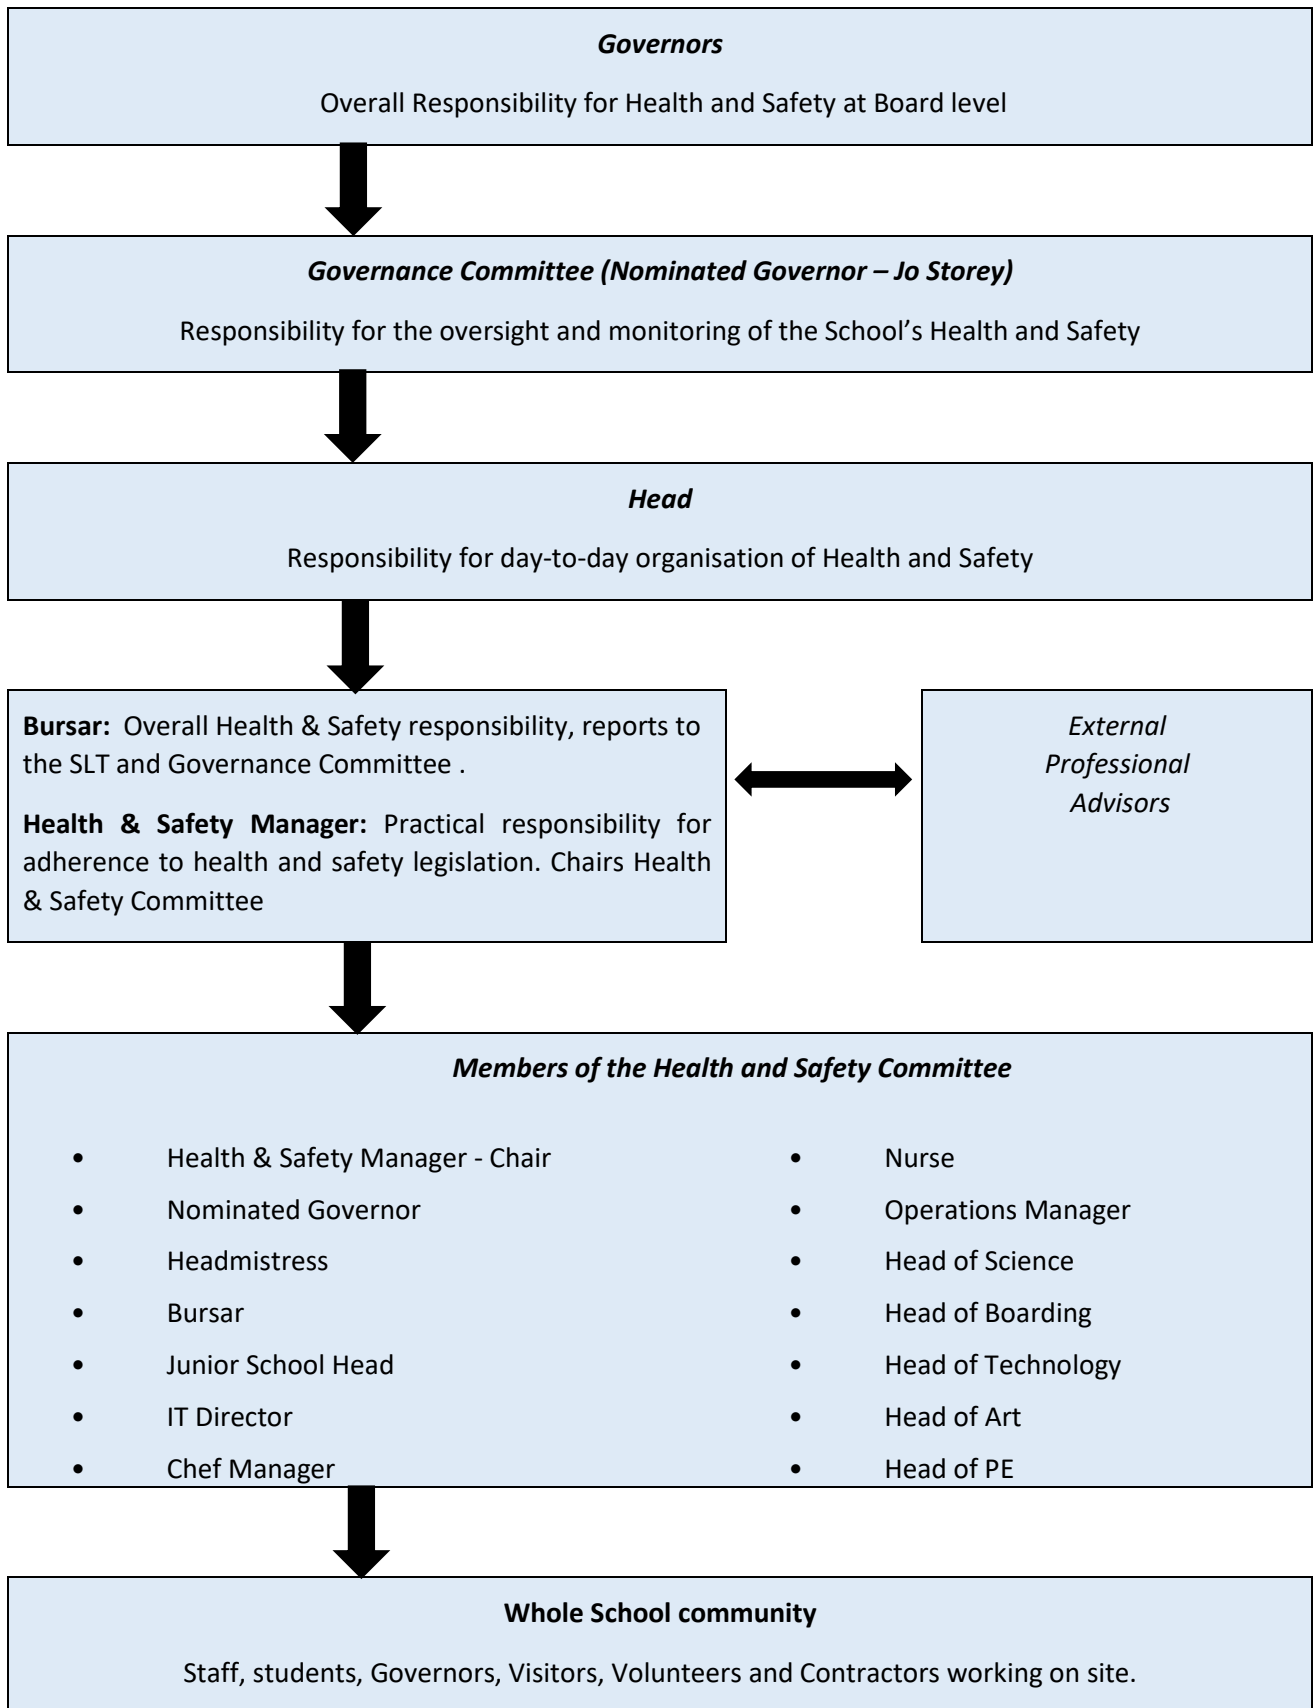 Governors
Overall Responsibility for Health and Safety at Board level
Governance Committee (Nominated Governor – Jo Storey)
Responsibility for the oversight and monitoring of the School’s Health and Safety
Head
Responsibility for day-to-day organisation of Health and Safety
Bursar: Overall Health & Safety responsibility, reports to
the SLT and Governance Committee .
Health & Safety Manager: Practical responsibility for
adherence to health and safety legislation. Chairs Health
& Safety Committee
External
Professional
Advisors
Members of the Health and Safety Committee
• Health & Safety Manager - Chair
• Nominated Governor
• Headmistress
• Bursar
• Junior School Head
• IT Director
• Chef Manager
• Nurse
• Operations Manager
• Head of Science
• Head of Boarding
• Head of Technology
• Head of Art
• Head of PE
Whole School community
Staff, students, Governors, Visitors, Volunteers and Contractors working on site.